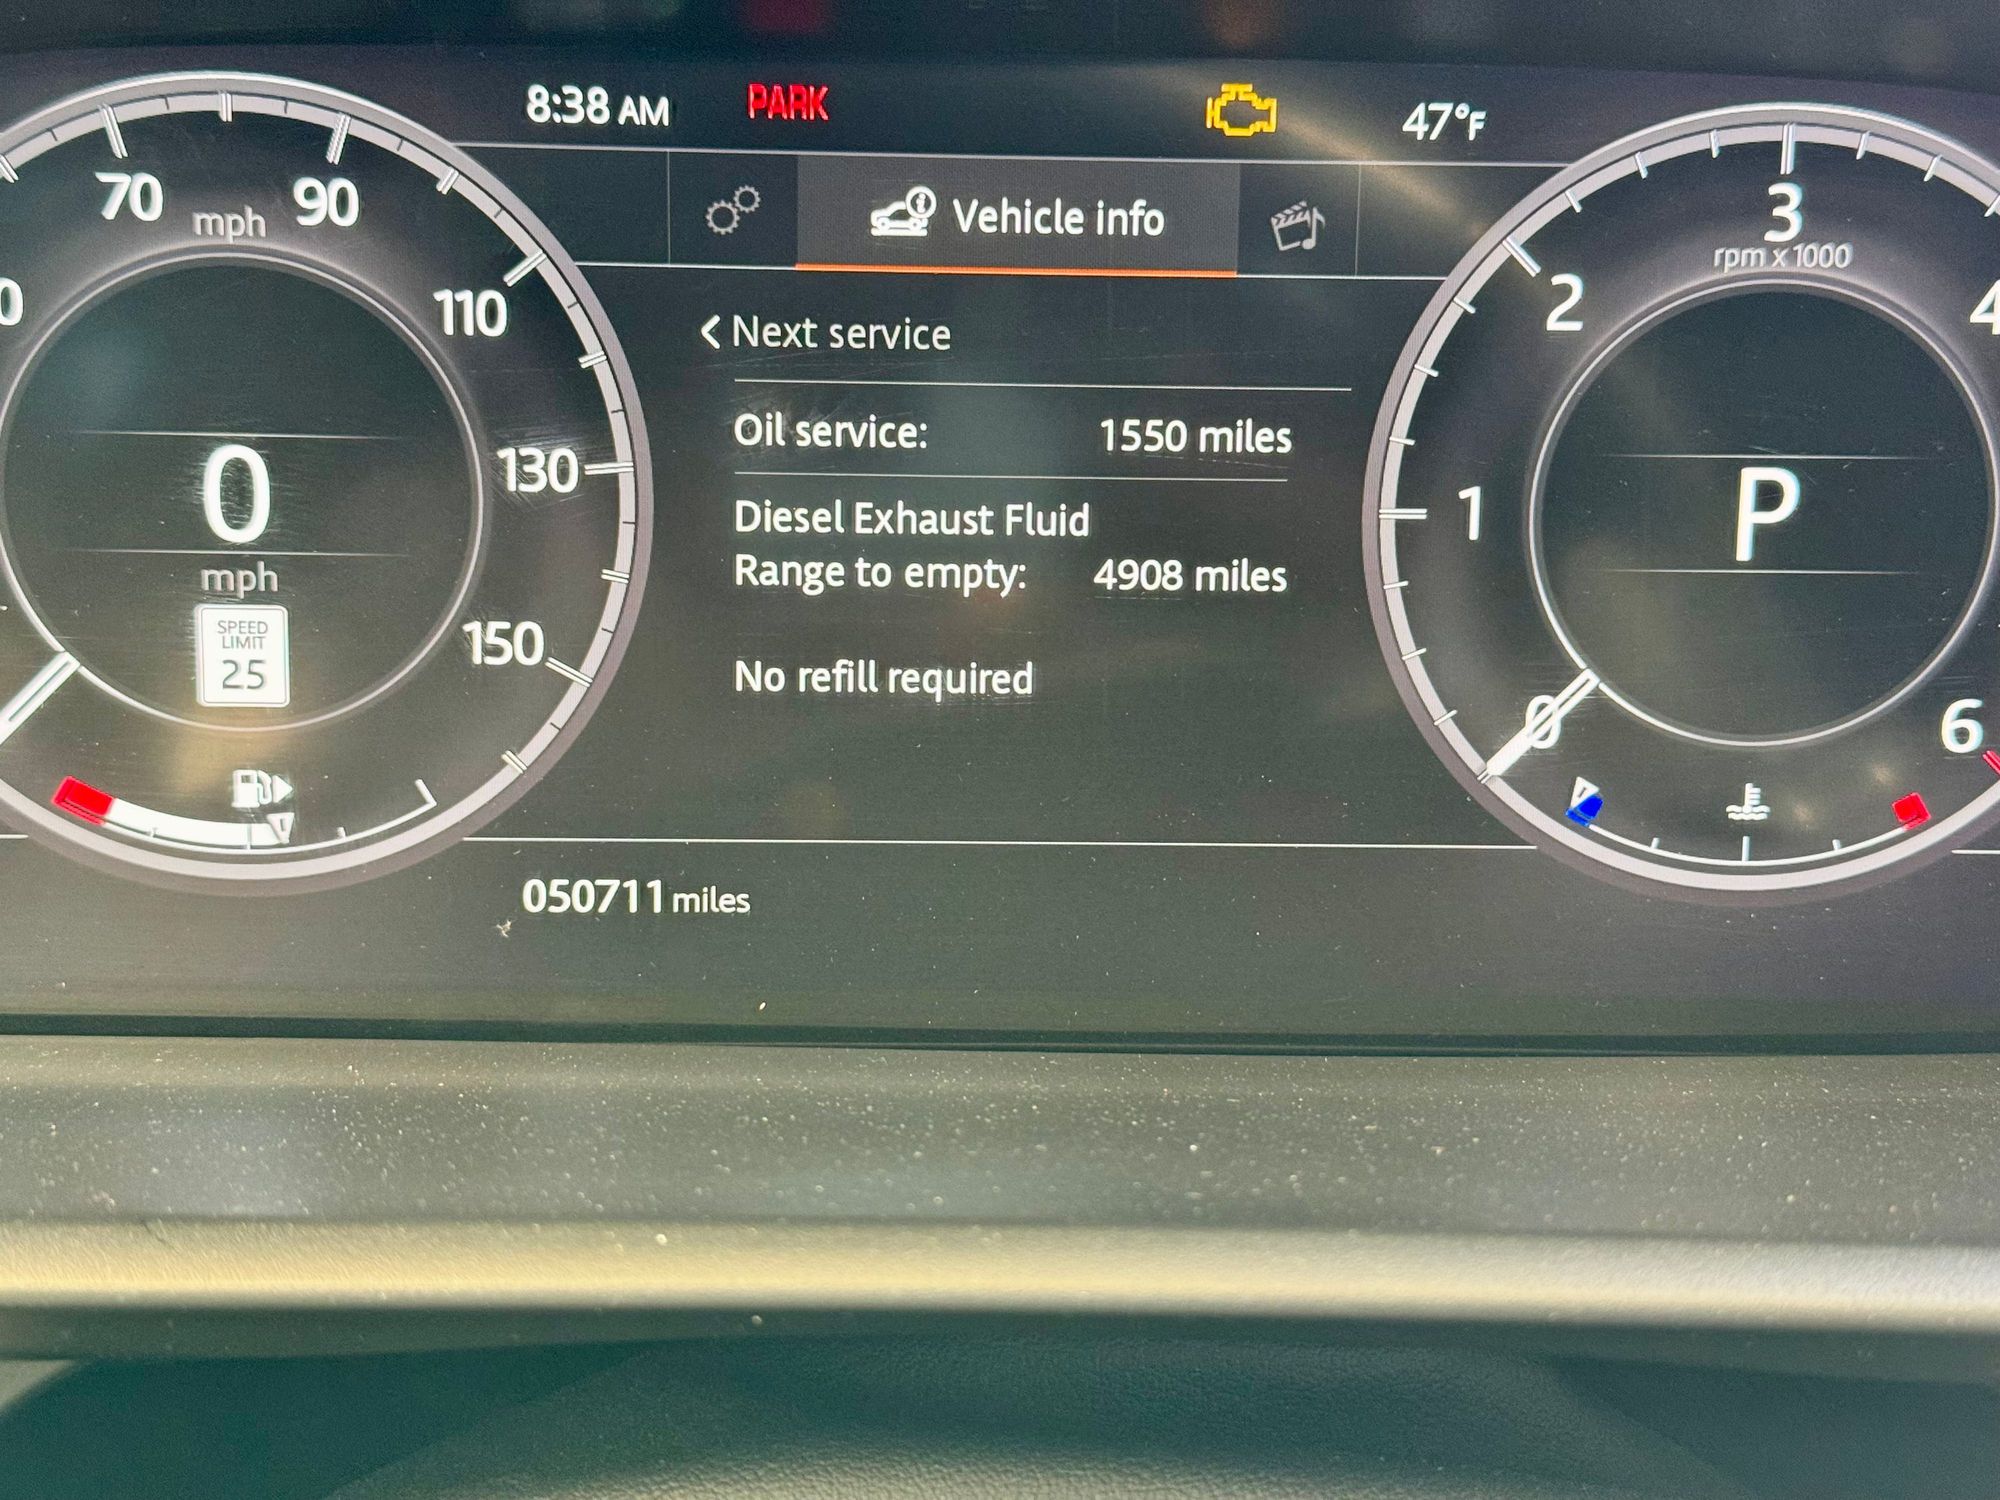 8:38 AM PARK 47°F
Vehicle info
70 90
mph
110
130
150
0
mph
SPEED
LIMIT
25
< Next service
Oil service: 1550 miles
Diesel Exhaust Fluid
Range to empty: 4908 miles
No refill required
050711 miles
3
rpm x 1000
2 4
1
P
0 6